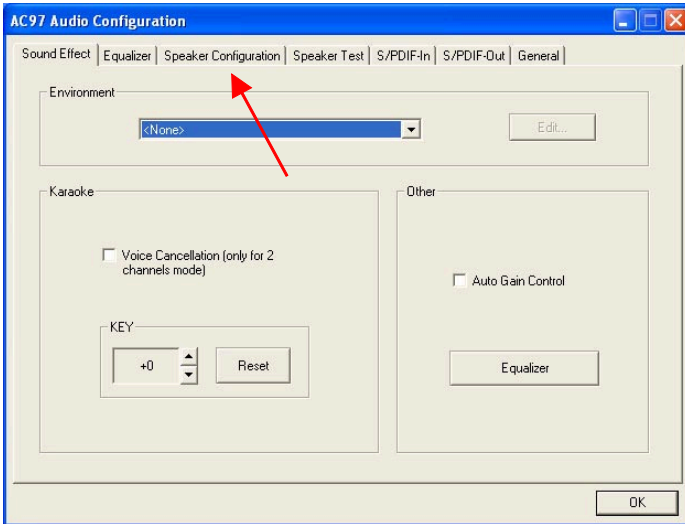 AC97 Audio Configuration
Sound Effect Equalizer Speaker Configuration Speaker Test S/PDIF-In S/PDIF-Out General
Environment
<None>
Edit...
Karaoke
Voice Cancellation (only for 2
channels mode)
KEY
+0
Reset
Other
Auto Gain Control
Equalizer
OK